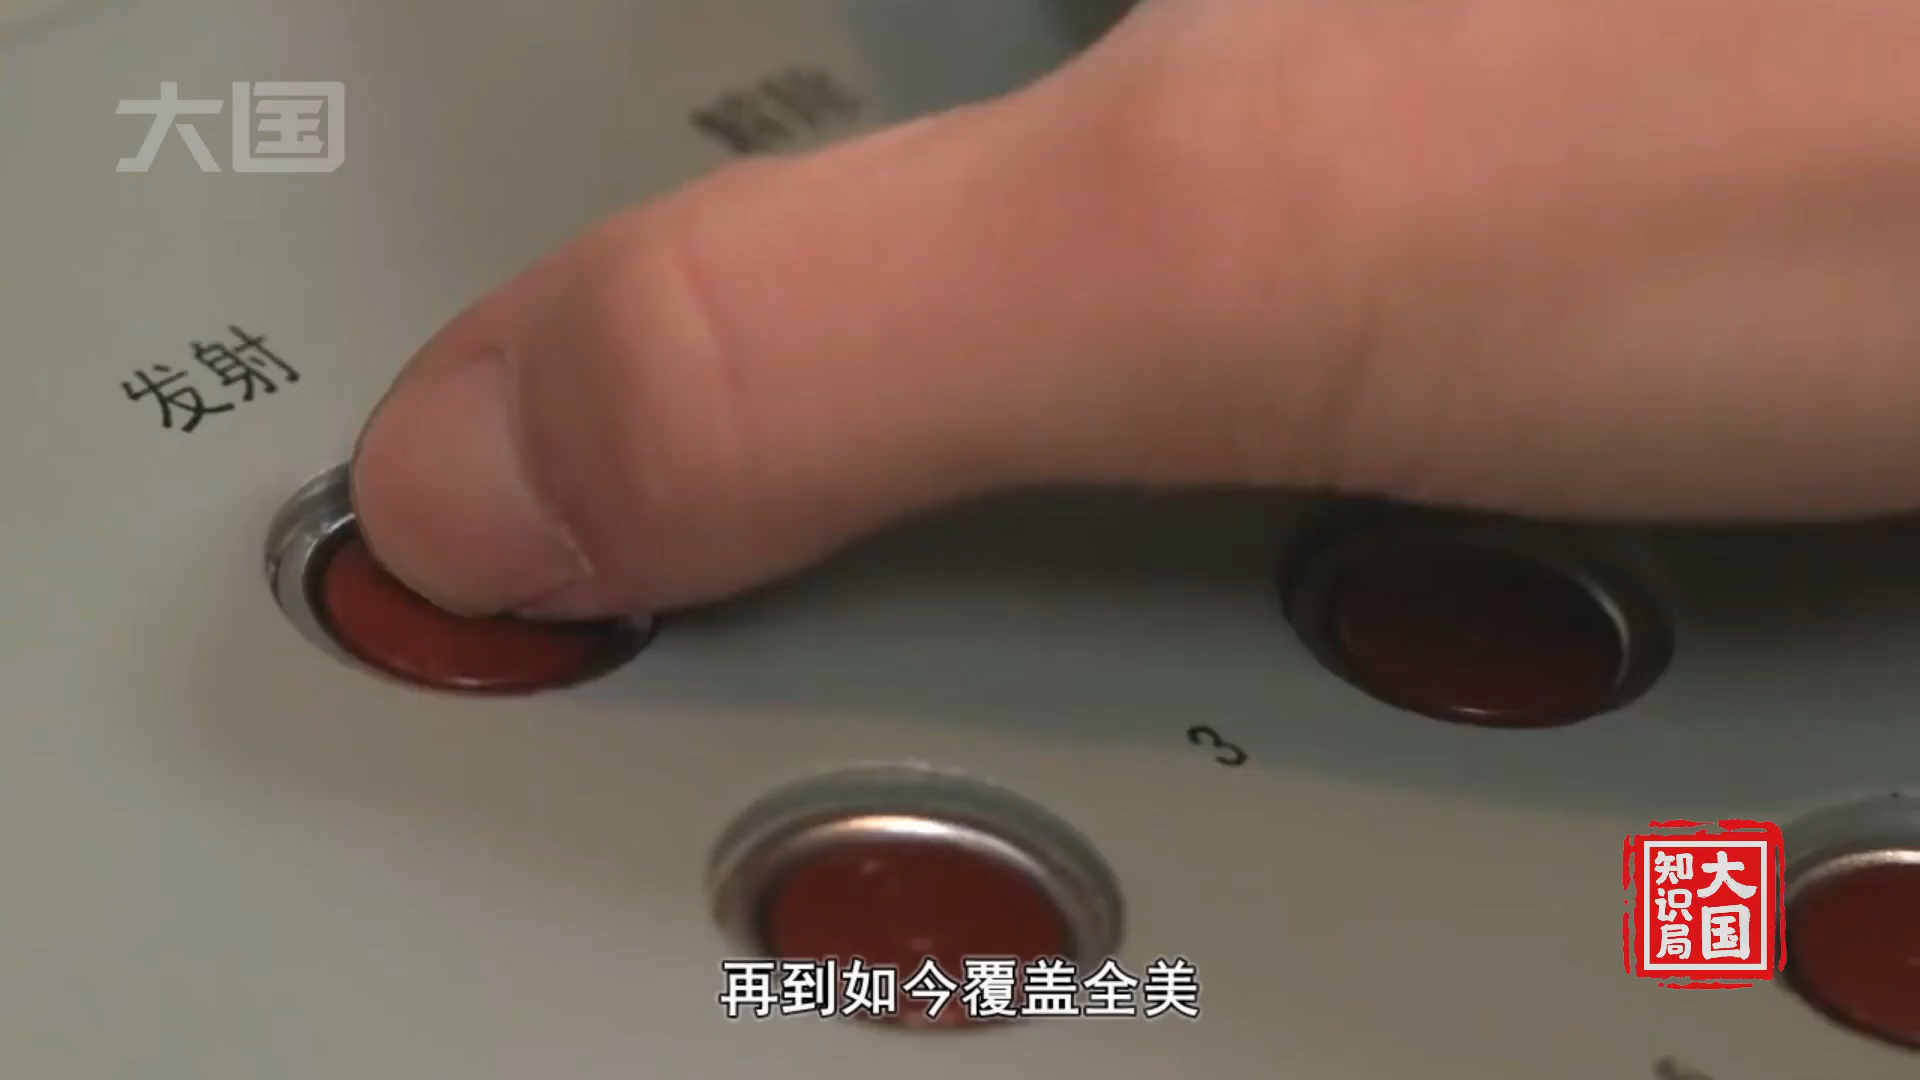 大国
发射
3
大国
知识局
再到如今覆盖全美